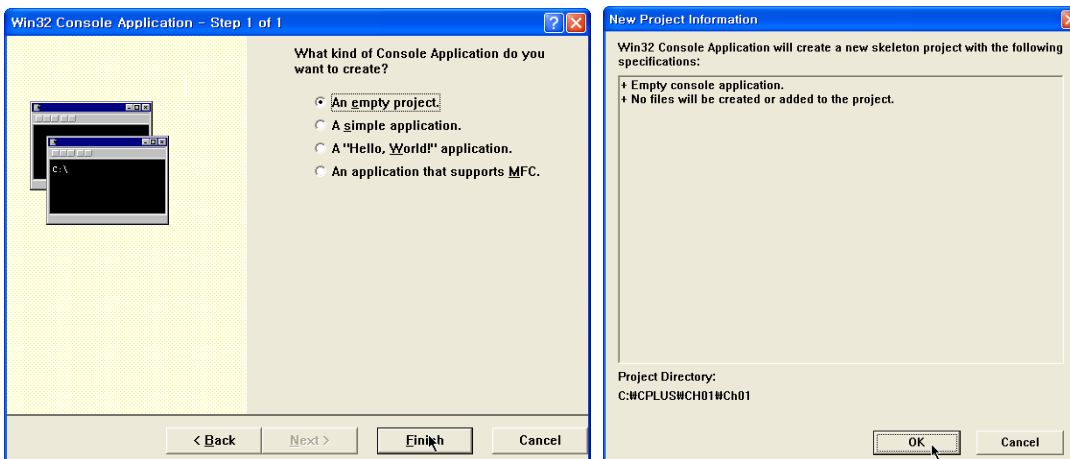 Win32 Console Application - Step 1 of 1
What kind of Console Application do you
want to create?
An empty project.
A simple application.
A "Hello, World!" application.
An application that supports MFC.
C:\
< Back
Next >
Finish
Cancel
New Project Information
Win32 Console Application will create a new skeleton project with the following
specifications:
+ Empty console application.
+ No files will be created or added to the project.
Project Directory:
C:₩CPLUS₩CH01₩Ch01
OK
Cancel